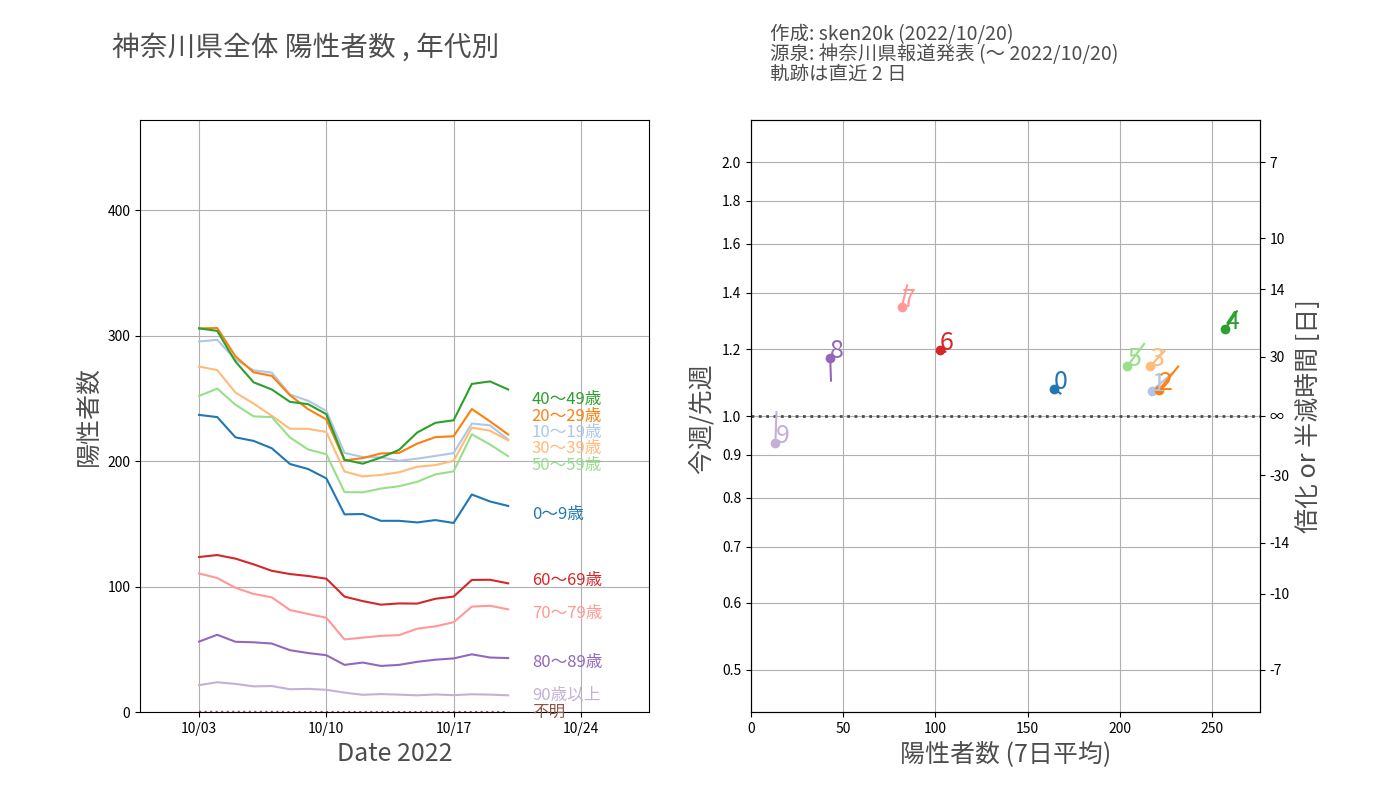 神奈川県全体 陽性者数 , 年代別
作成: sken20k (2022/10/20)
源泉: 神奈川県報道発表 (〜 2022/10/20)
軌跡は直近 2 日
陽性者数
400
300
200
100
0
10/03
10/10
10/17
10/24
Date 2022
40〜49歳
20〜29歳
10〜19歳
30〜39歳
50〜59歳
0〜9歳
60〜69歳
70〜79歳
80〜89歳
90歳以上
不明
今週/先週
2.0
1.8
1.6
1.4
1.2
1.0
0.9
0.8
0.7
0.6
0.5
0
50
100
150
200
250
陽性者数 (7日平均)
7
10
14
30
∞
-30
-14
-10
-7
倍化 or 半減時間 [日]
7
4
6
8
5
3
0
1
2
9